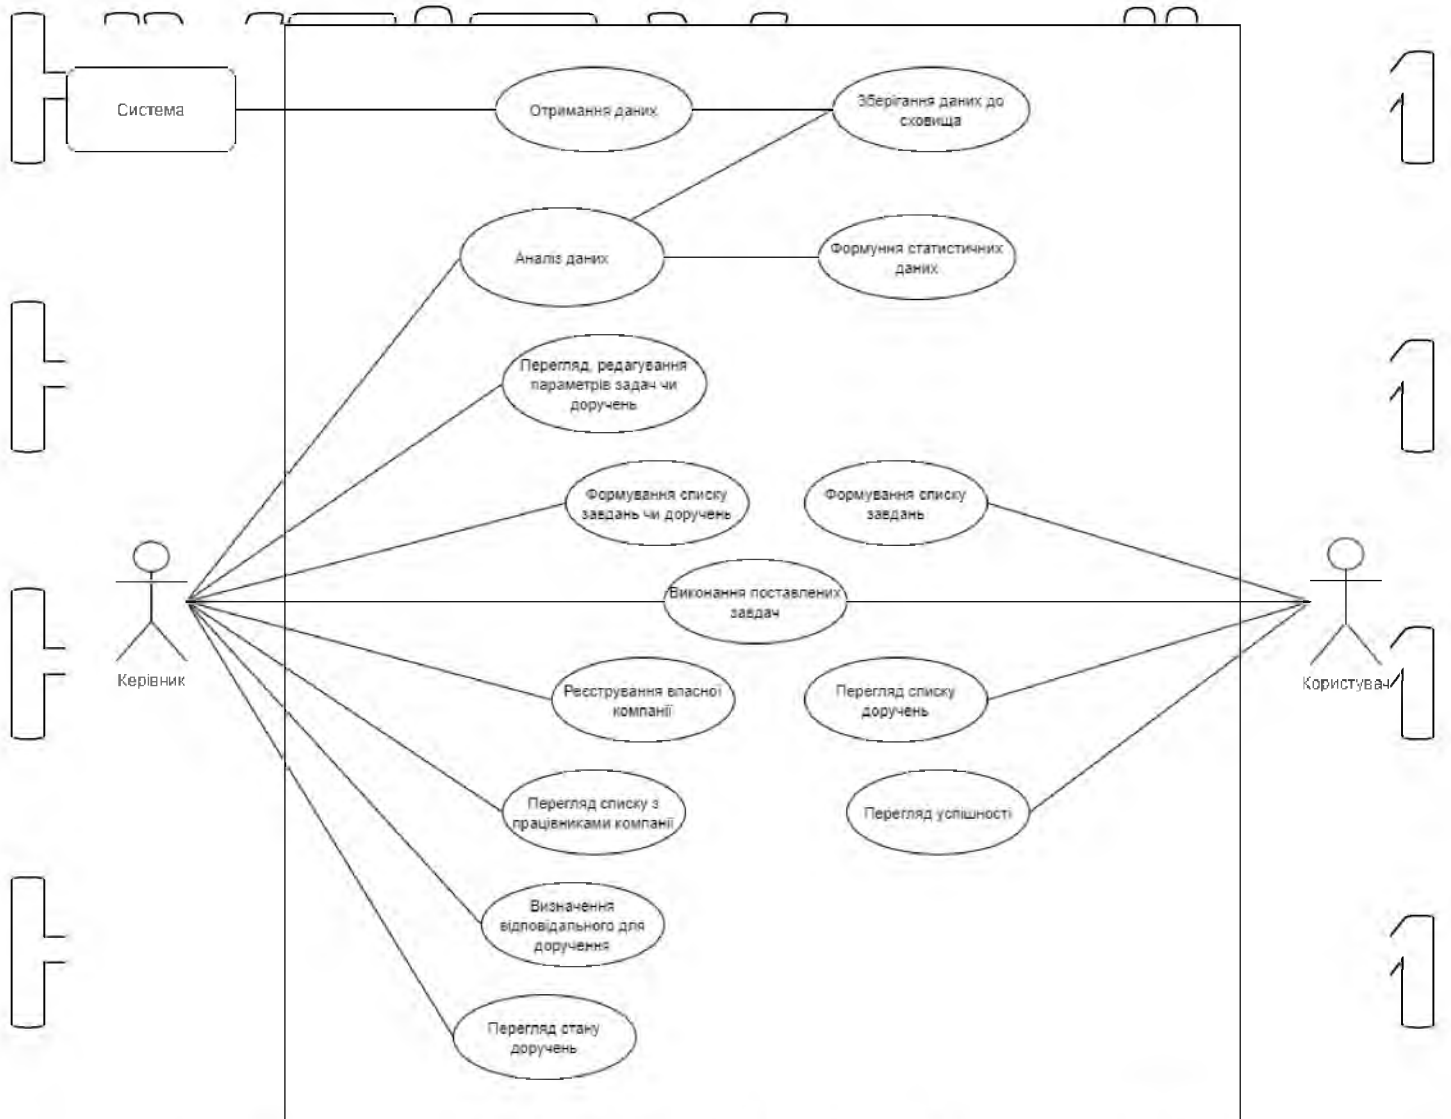 Система
Отримання даних
Зберігання даних до
сховища
Аналіз даних
Формуння статистичних
даних
Перегляд, редагування
параметрів задач чи
доручень
Формування списку
завдань чи доручень
Формування списку
завдань
Виконання поставлених
завдач
Керівник
Користувач
Реєстрування власної
компанії
Перегляд списку
доручень
Перегляд списку з
працівниками компанії
Перегляд успішності
Визначення
відповідального для
доручення
Перегляд стану
доручень